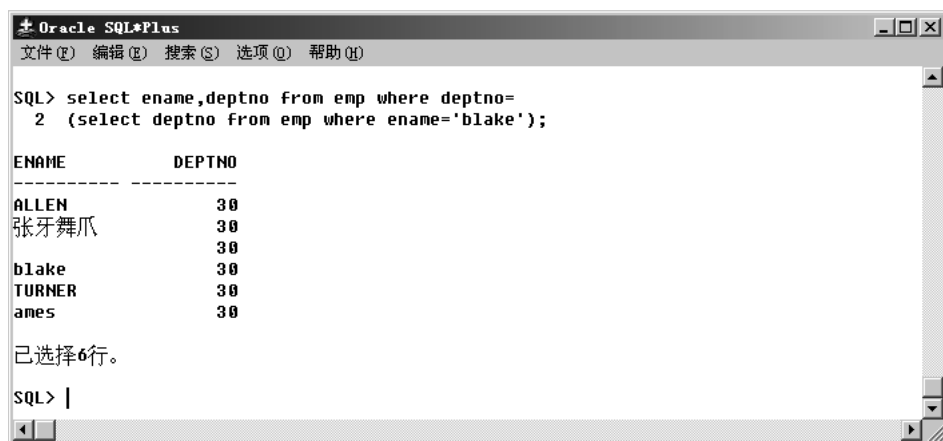 Oracle SQL*Plus
文件(F) 编辑(E) 搜索(S) 选项(O) 帮助(H)
SQL> select ename,deptno from emp where deptno=
  2  (select deptno from emp where ename='blake');
ENAME          DEPTNO
---------- ----------
ALLEN              30
张牙舞爪           30
                   30
blake              30
TURNER             30
ames               30
已选择6行。
SQL>